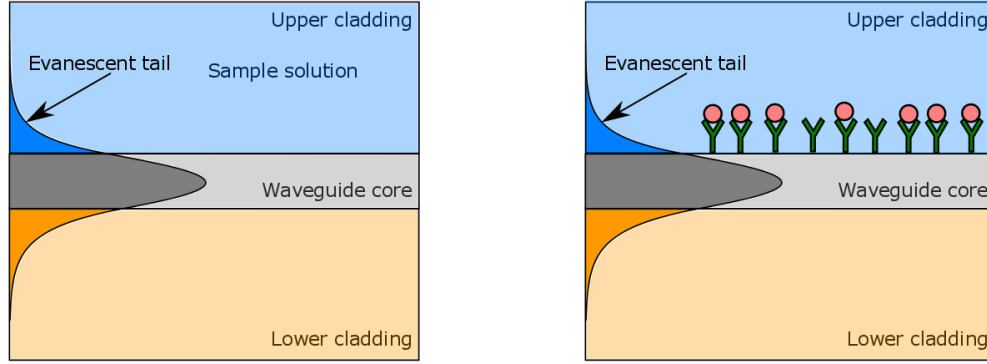 Upper cladding
Evanescent tail
Sample solution
Waveguide core
Lower cladding
Upper cladding
Evanescent tail
Waveguide core
Lower cladding